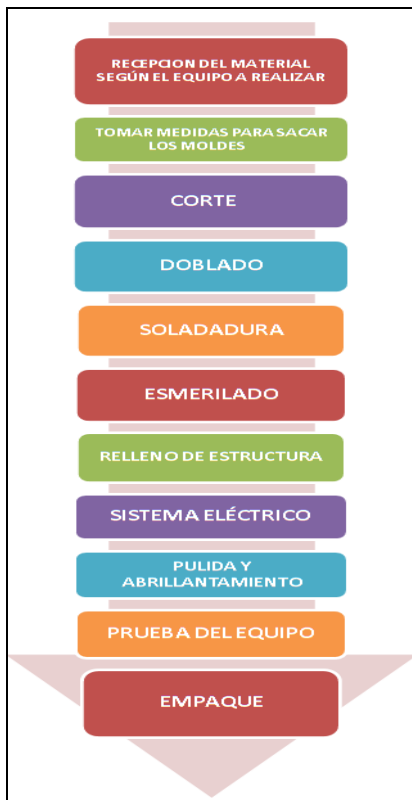 RECEPCION DEL MATERIAL
SEGÚN EL EQUIPO A REALIZAR
TOMAR MEDIDAS PARA SACAR
LOS MOLDES
CORTE
DOBLADO
SOLADADURA
ESMERILADO
RELLENO DE ESTRUCTURA
SISTEMA ELÉCTRICO
PULIDA Y
ABRILLANTAMIENTO
PRUEBA DEL EQUIPO
EMPAQUE